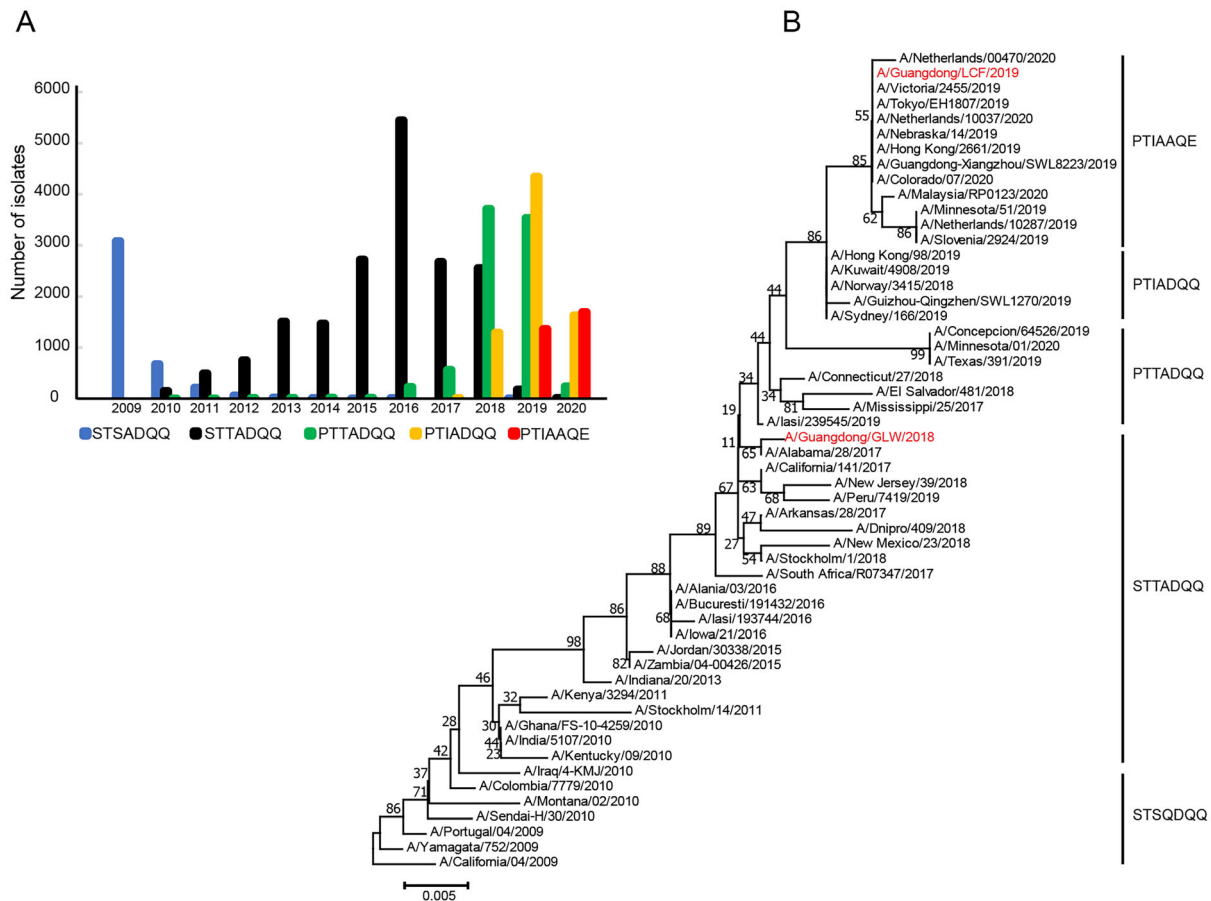 A
Number of isolates
6000
5000
4000
3000
2000
1000
0
2009 2010 2011 2012 2013 2014 2015 2016 2017 2018 2019 2020
STSADQQ STTADQQ PTTADQQ PTIADQQ PTIAAQE
B
A/Netherlands/00470/2020
A/Guangdong/LCF/2019
A/Victoria/2455/2019
A/Tokyo/EH1807/2019
55 A/Netherlands/10037/2020
A/Nebraska/14/2019
A/Hong Kong/2661/2019
85 A/Guangdong-Xiangzhou/SWL8223/2019
A/Colorado/07/2020
A/Malaysia/RP0123/2020
62 A/Minnesota/51/2019
A/Netherlands/10287/2019
86 A/Slovenia/2924/2019
PTIAAQE
86 A/Hong Kong/98/2019
A/Kuwait/4908/2019
A/Norway/3415/2018
A/Guizhou-Qingzhen/SWL1270/2019
A/Sydney/166/2019
PTIADQQ
44
A/Concepcion/64526/2019
A/Minnesota/01/2020
99 A/Texas/391/2019
44
A/Connecticut/27/2018
34 A/El Salvador/481/2018
81 A/Mississippi/25/2017
34
A/Iasi/239545/2019
PTTADQQ
19
A/Guangdong/GLW/2018
11
65 A/Alabama/28/2017
A/California/141/2017
63 A/New Jersey/39/2018
68 A/Peru/7419/2019
67
47 A/Arkansas/28/2017
A/Dnipro/409/2018
27 A/New Mexico/23/2018
54 A/Stockholm/1/2018
89
A/South Africa/R07347/2017
88
A/Alania/03/2016
A/Bucuresti/191432/2016
68 A/Iasi/193744/2016
A/Iowa/21/2016
86
A/Jordan/30338/2015
82 A/Zambia/04-00426/2015
98
A/Indiana/20/2013
46
32 A/Kenya/3294/2011
A/Stockholm/14/2011
30 A/Ghana/FS-10-4259/2010
44 A/India/5107/2010
23 A/Kentucky/09/2010
STTADQQ
28
A/Iraq/4-KMJ/2010
42
A/Colombia/7779/2010
37
A/Montana/02/2010
71
A/Sendai-H/30/2010
86
A/Portugal/04/2009
A/Yamagata/752/2009
A/California/04/2009
STSQDQQ
0.005